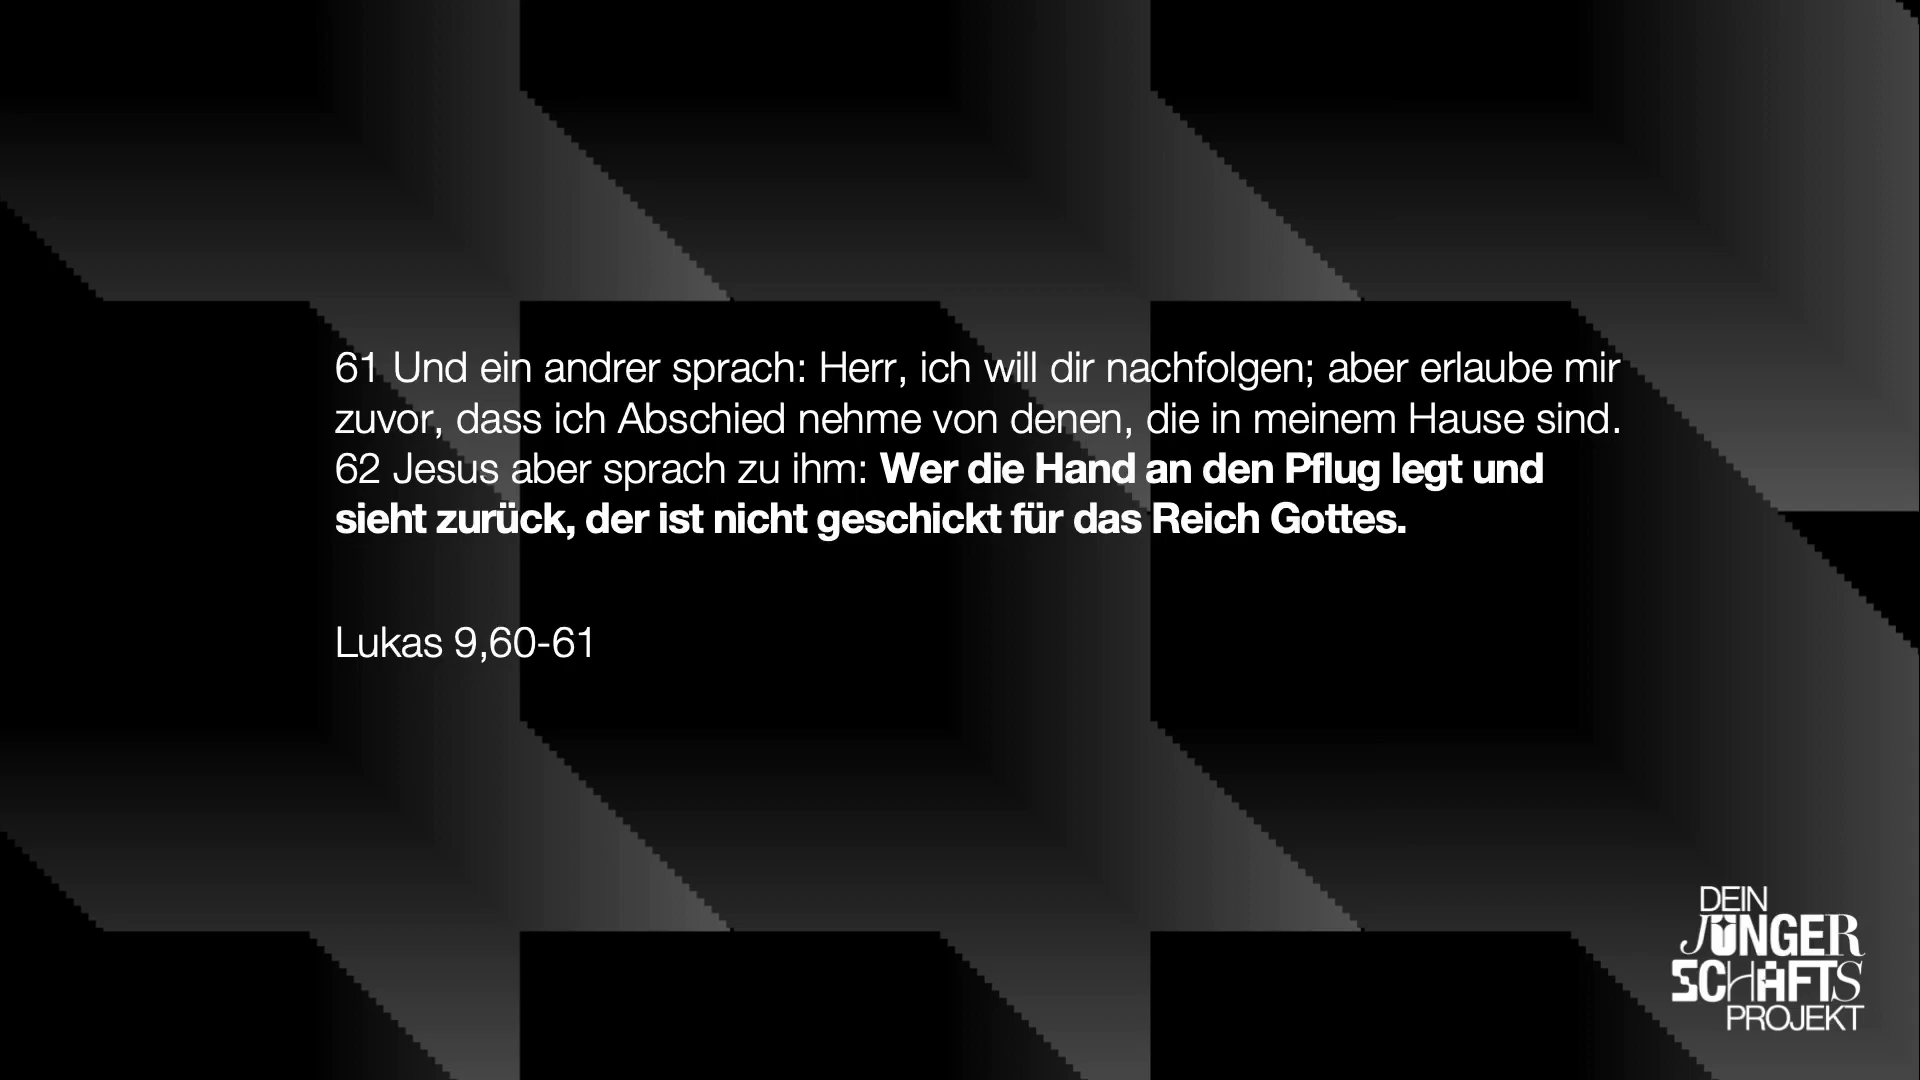 61 Und ein andrer sprach: Herr, ich will dir nachfolgen; aber erlaube mir
zuvor, dass ich Abschied nehme von denen, die in meinem Hause sind.
62 Jesus aber sprach zu ihm: Wer die Hand an den Pflug legt und
sieht zurück, der ist nicht geschickt für das Reich Gottes.
Lukas 9,60-61
DEIN
JÜNGER
SCHAFTS
PROJEKT